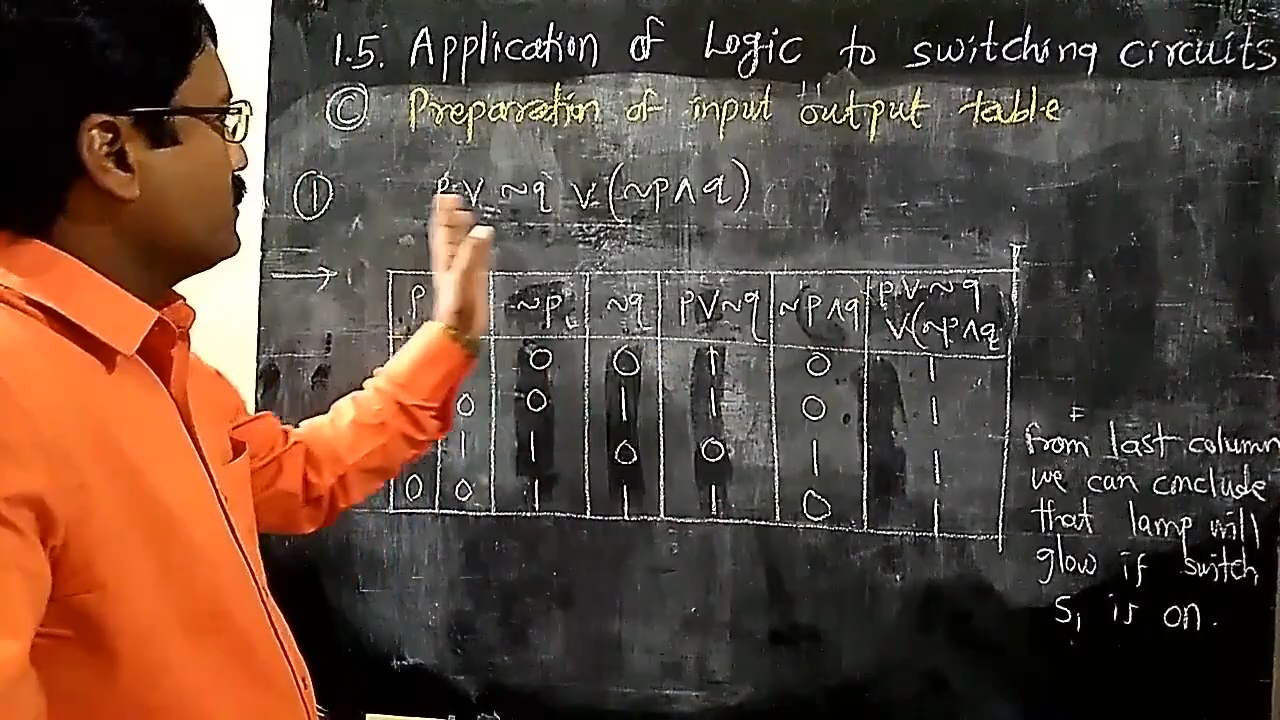 1.5. Application of Logic to switching circuits
Ⓒ Preparation of input output table
① P V ~q V (~p ∧ q)
→
P ~P ~q p V ~q ~P ∧ q P V ~q
V (~p ∧ q
0 0 1 0 1
0 0 1 1 0 1
1 1 0 0 1 1
0 0 1 1 1 0 1
From last column
we can conclude
that lamp will
glow if switch
S₁ is on.